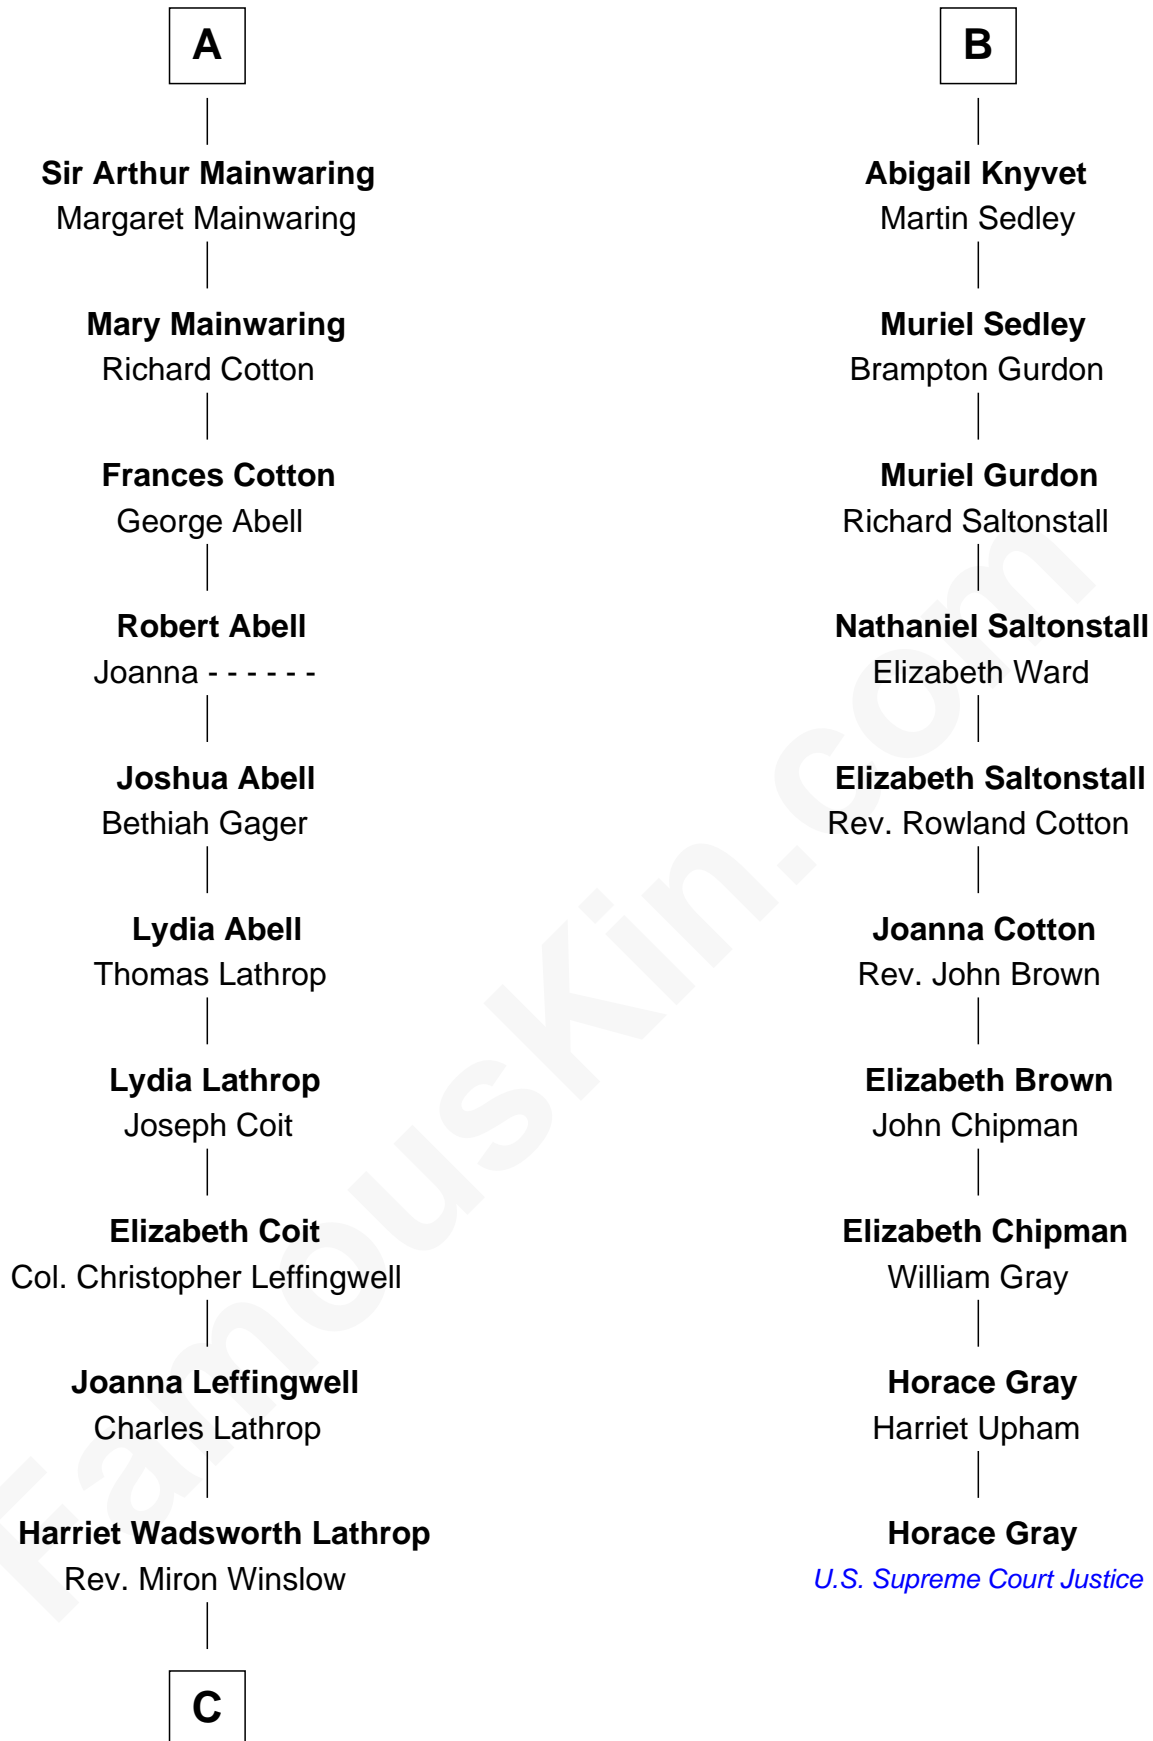 A
Sir Arthur Mainwaring
Margaret Mainwaring
Mary Mainwaring
Richard Cotton
Frances Cotton
George Abell
Robert Abell
Joanna - - - - - -
Joshua Abell
Bethiah Gager
Lydia Abell
Thomas Lathrop
Lydia Lathrop
Joseph Coit
Elizabeth Coit
Col. Christopher Leffingwell
Joanna Leffingwell
Charles Lathrop
Harriet Wadsworth Lathrop
Rev. Miron Winslow
C
B
Abigail Knyvet
Martin Sedley
Muriel Sedley
Brampton Gurdon
Muriel Gurdon
Richard Saltonstall
Nathaniel Saltonstall
Elizabeth Ward
Elizabeth Saltonstall
Rev. Rowland Cotton
Joanna Cotton
Rev. John Brown
Elizabeth Brown
John Chipman
Elizabeth Chipman
William Gray
Horace Gray
Harriet Upham
Horace Gray
U.S. Supreme Court Justice
FamousKin.com